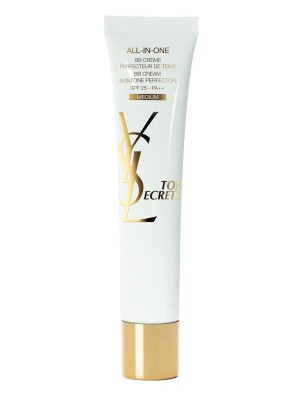 ALL-IN-ONE
BB CRÈME
PERFECTEUR DE TEINT
BB CREAM
SKINTONE PERFECTOR
SPF 25 - PA++
MEDIUM
YSL
TOP
SECRETS